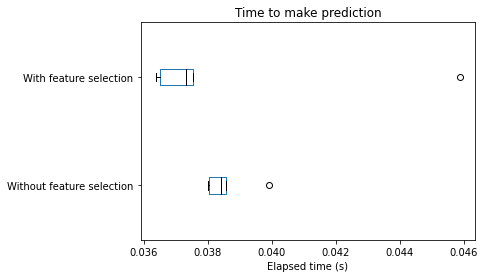 Time to make prediction
With feature selection
Without feature selection
0.036 0.038 0.040 0.042 0.044 0.046
Elapsed time (s)